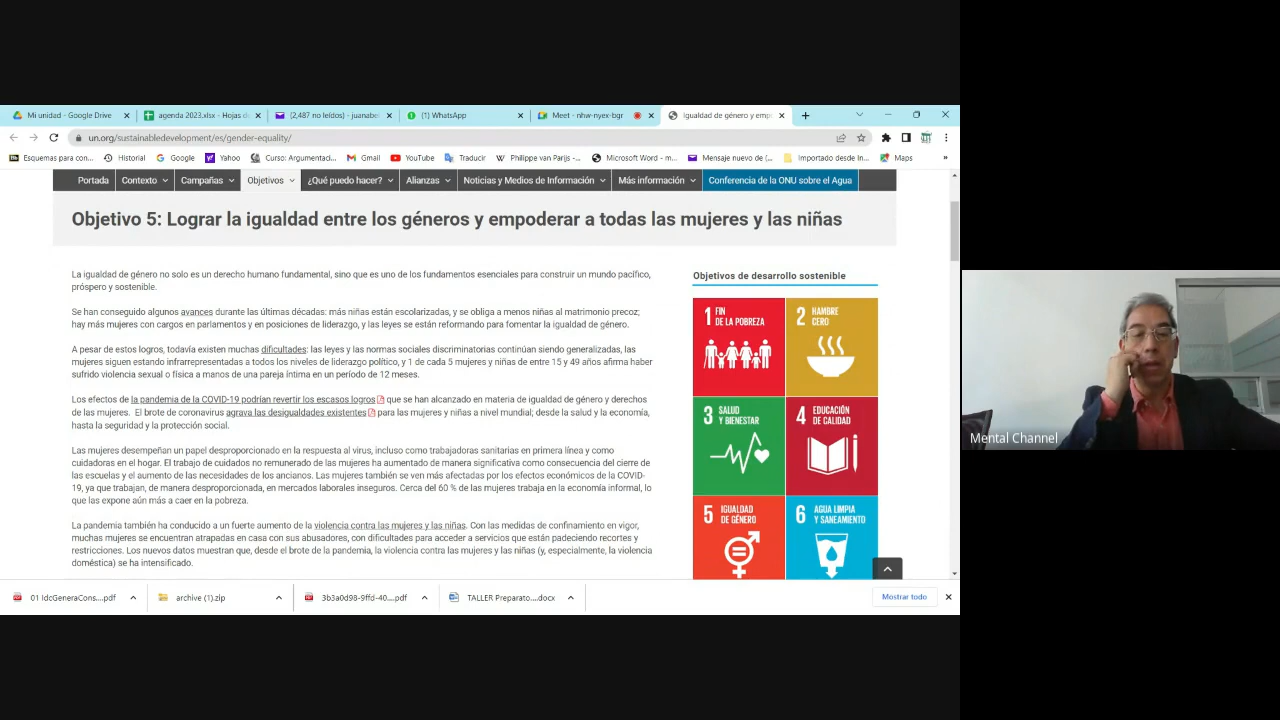 Mi unidad - Google Drive
agenda 2023.xlsx - Hojas d
(2,487 no leídos) - juanabe
(1) WhatsApp
Meet - nhw-nyex-bgr
Igualdad de género y emp
un.org/sustainabledevelopment/es/gender-equality/
Esquemas para con...
Historial
Google
Yahoo
Curso: Argumentaci...
Gmail
YouTube
Traducir
Philippe van Parijs -...
Microsoft Word - m...
Mensaje nuevo de (...
Importado desde In...
Maps
»
Portada
Contexto
Campañas
Objetivos
¿Qué puedo hacer?
Alianzas
Noticias y Medios de Información
Más información
Conferencia de la ONU sobre el Agua
Objetivo 5: Lograr la igualdad entre los géneros y empoderar a todas las mujeres y las niñas
La igualdad de género no solo es un derecho humano fundamental, sino que es uno de los fundamentos esenciales para construir un mundo pacífico,
próspero y sostenible.
Se han conseguido algunos avances durante las últimas décadas: más niñas están escolarizadas, y se obliga a menos niñas al matrimonio precoz;
hay más mujeres con cargos en parlamentos y en posiciones de liderazgo, y las leyes se están reformando para fomentar la igualdad de género.
A pesar de estos logros, todavía existen muchas dificultades: las leyes y las normas sociales discriminatorias continúan siendo generalizadas, las
mujeres siguen estando infrarrepresentadas a todos los niveles de liderazgo político, y 1 de cada 5 mujeres y niñas de entre 15 y 49 años afirma haber
sufrido violencia sexual o física a manos de una pareja íntima en un período de 12 meses.
Los efectos de la pandemia de la COVID-19 podrían revertir los escasos logros que se han alcanzado en materia de igualdad de género y derechos
de las mujeres. El brote de coronavirus agrava las desigualdades existentes para las mujeres y niñas a nivel mundial; desde la salud y la economía,
hasta la seguridad y la protección social.
Las mujeres desempeñan un papel desproporcionado en la respuesta al virus, incluso como trabajadoras sanitarias en primera línea y como
cuidadoras en el hogar. El trabajo de cuidados no remunerado de las mujeres ha aumentado de manera significativa como consecuencia del cierre de
las escuelas y el aumento de las necesidades de los ancianos. Las mujeres también se ven más afectadas por los efectos económicos de la COVID-
19, ya que trabajan, de manera desproporcionada, en mercados laborales inseguros. Cerca del 60 % de las mujeres trabaja en la economía informal, lo
que las expone aún más a caer en la pobreza.
La pandemia también ha conducido a un fuerte aumento de la violencia contra las mujeres y las niñas. Con las medidas de confinamiento en vigor,
muchas mujeres se encuentran atrapadas en casa con sus abusadores, con dificultades para acceder a servicios que están padeciendo recortes y
restricciones. Los nuevos datos muestran que, desde el brote de la pandemia, la violencia contra las mujeres y las niñas (y, especialmente, la violencia
doméstica) se ha intensificado.
Objetivos de desarrollo sostenible
1 FIN
DE LA POBREZA
2 HAMBRE
CERO
3 SALUD
Y BIENESTAR
4 EDUCACIÓN
DE CALIDAD
5 IGUALDAD
DE GÉNERO
6 AGUA LIMPIA
Y SANEAMIENTO
01 IdcGeneraCons....pdf
archive (1).zip
3b3a0d98-9ffd-40....pdf
TALLER Preparato....docx
Mostrar todo
Mental Channel